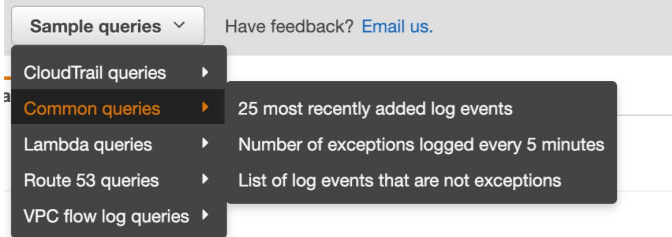 Sample queries
Have feedback? Email us.
CloudTrail queries
a
Common queries
25 most recently added log events
Lambda queries
Number of exceptions logged every 5 minutes
Route 53 queries
List of log events that are not exceptions
VPC flow log queries